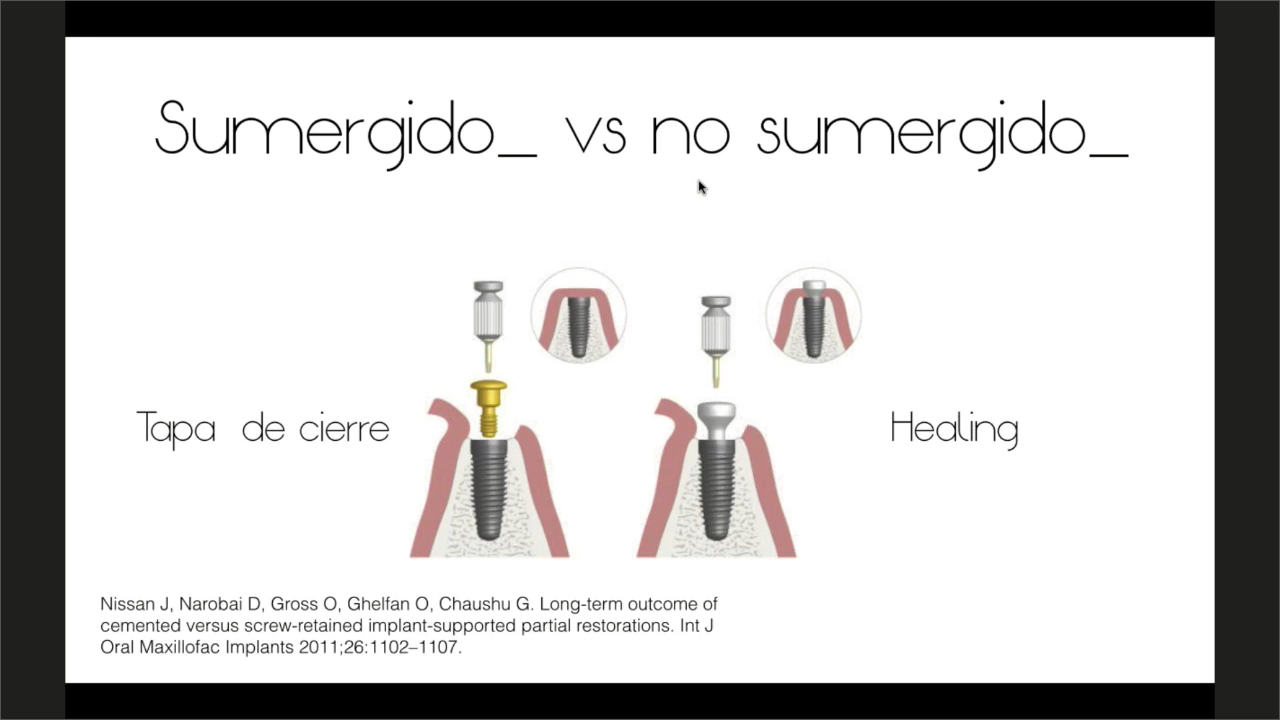 Sumergido_ vs no sumergido_
Tapa de cierre
Healing
Nissan J, Narobai D, Gross O, Ghelfan O, Chaushu G. Long-term outcome of
cemented versus screw-retained implant-supported partial restorations. Int J
Oral Maxillofac Implants 2011;26:1102–1107.